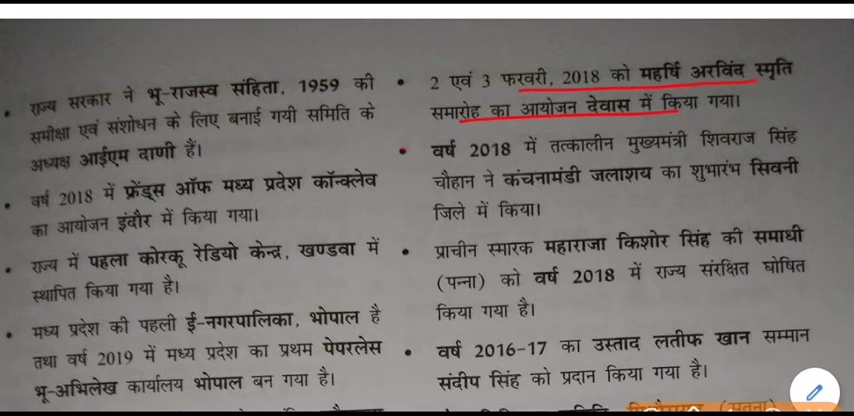 राज्य सरकार ने भू-राजस्व संहिता, 1959 की
समीक्षा एवं संशोधन के लिए बनाई गयी समिति के
अध्यक्ष आईएम दाणी हैं।
वर्ष 2018 में फ्रेंड्स ऑफ मध्य प्रदेश कॉन्क्लेव
का आयोजन इंदौर में किया गया।
राज्य में पहला कोरकू रेडियो केन्द्र, खण्डवा में
स्थापित किया गया है।
मध्य प्रदेश की पहली ई-नगरपालिका, भोपाल है
तथा वर्ष 2019 में मध्य प्रदेश का प्रथम पेपरलेस
भू-अभिलेख कार्यालय भोपाल बन गया है।
2 एवं 3 फरवरी, 2018 को महर्षि अरविंद स्मृति
समारोह का आयोजन देवास में किया गया।
वर्ष 2018 में तत्कालीन मुख्यमंत्री शिवराज सिंह
चौहान ने कंचनामंडी जलाशय का शुभारंभ सिवनी
जिले में किया।
प्राचीन स्मारक महाराजा किशोर सिंह की समाधी
(पन्ना) को वर्ष 2018 में राज्य संरक्षित घोषित
किया गया है।
वर्ष 2016-17 का उस्ताद लतीफ खान सम्मान
संदीप सिंह को प्रदान किया गया है।